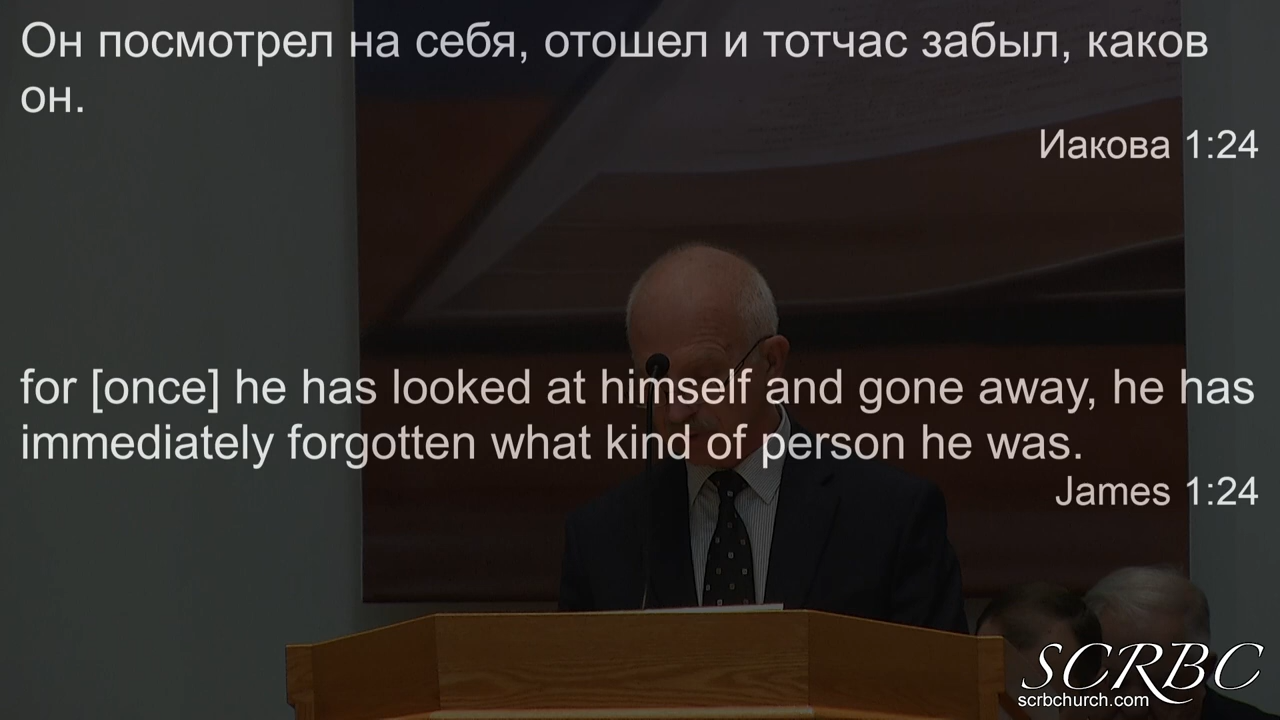 Он посмотрел на себя, отошел и тотчас забыл, каков
он.
Иакова 1:24
for [once] he has looked at himself and gone away, he has
immediately forgotten what kind of person he was.
James 1:24
SCRBC
scrbchurch.com